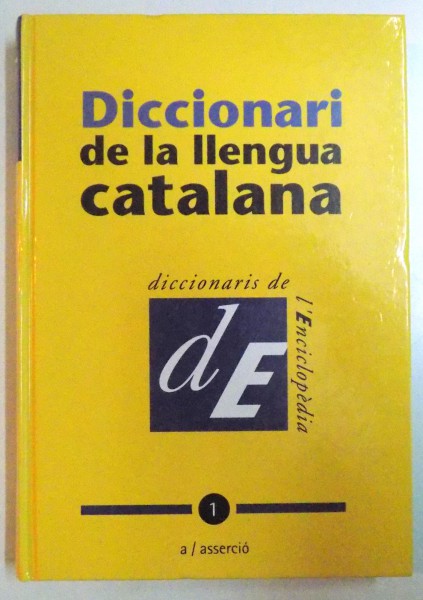 Diccionari
de la llengua
catalana
diccionaris de
l'Enciclopèdia
dE
1
a / asserció